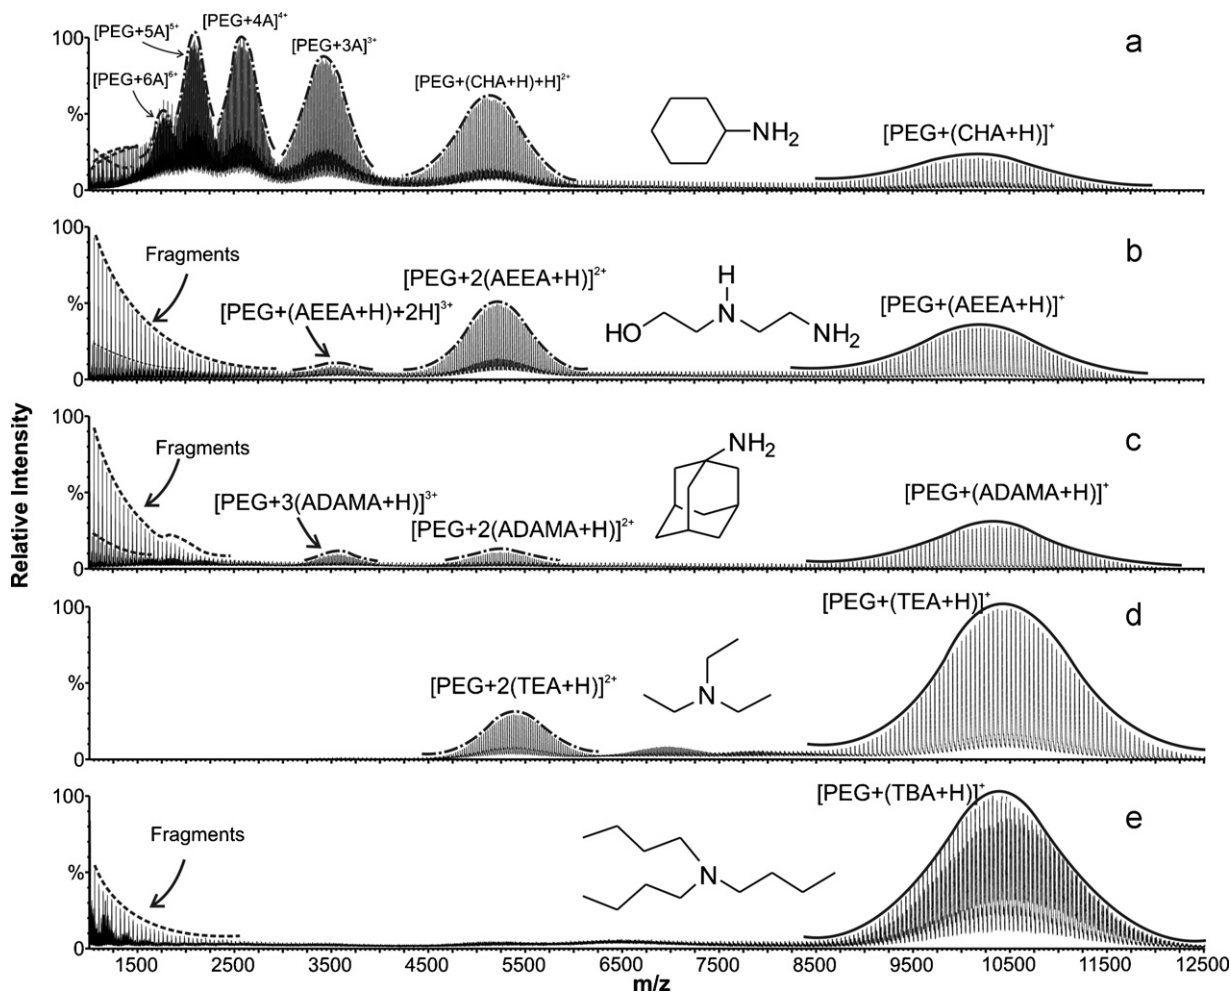 [PEG+5A]5+
[PEG+4A]4+
[PEG+3A]3+
[PEG+6A]6+
[PEG+(CHA+H)+H]2+
NH2
[PEG+(CHA+H)]+
a
100
%
0
Fragments
[PEG+(AEEA+H)+2H]3+
[PEG+2(AEEA+H)]2+
H
N
HO
NH2
[PEG+(AEEA+H)]+
b
100
%
0
Fragments
[PEG+3(ADAMA+H)]3+
[PEG+2(ADAMA+H)]2+
NH2
[PEG+(ADAMA+H)]+
c
100
%
0
[PEG+2(TEA+H)]2+
N
[PEG+(TEA+H)]+
d
100
%
0
Fragments
N
[PEG+(TBA+H)]+
e
100
%
0
Relative Intensity
1500 2500 3500 4500 5500 6500 7500 8500 9500 10500 11500 12500
m/z